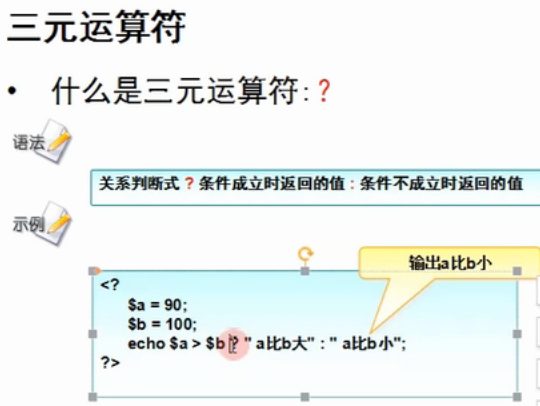 三元运算符
• 什么是三元运算符:?
语法
关系判断式 ? 条件成立时返回的值 : 条件不成立时返回的值
示例
输出a比b小
<?
$a = 90;
$b = 100;
echo $a > $b ? " a比b大" : " a比b小";
?>